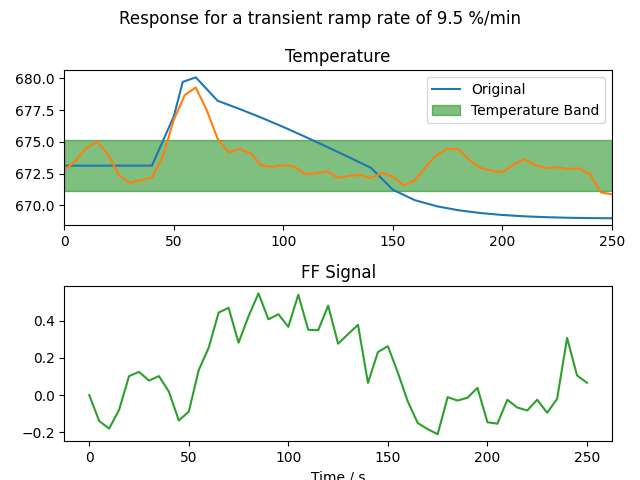 Response for a transient ramp rate of 9.5 %/min
Temperature
680.0
677.5
675.0
672.5
670.0
Original
Temperature Band
0 50 100 150 200 250
FF Signal
0.4
0.2
0.0
−0.2
0 50 100 150 200 250
Time / s